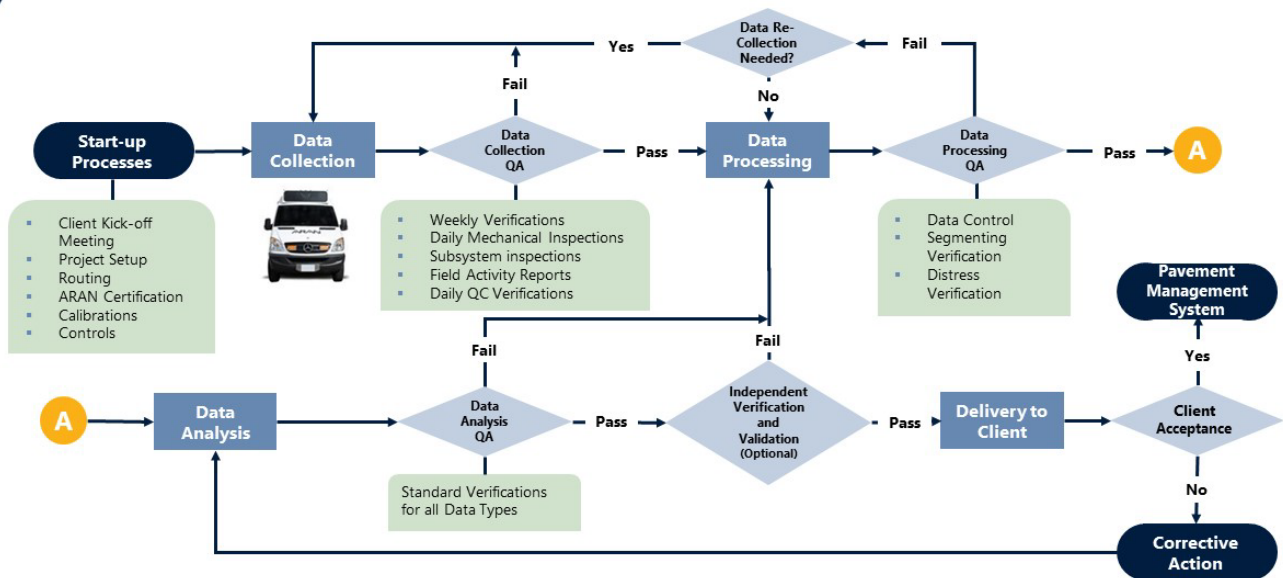 Data Re-
Collection
Needed?
Yes
Fail
Fail
No
Start-up
Processes
Data
Collection
Data
Collection
QA
Pass
Data
Processing
Data
Processing
QA
Pass
A
Client Kick-off
Meeting
Project Setup
Routing
ARAN Certification
Calibrations
Controls
ARAN
Weekly Verifications
Daily Mechanical Inspections
Subsystem inspections
Field Activity Reports
Daily QC Verifications
Data Control
Segmenting
Verification
Distress
Verification
Pavement
Management
System
Fail
Fail
Yes
A
Data
Analysis
Data
Analysis
QA
Pass
Independent
Verification
and
Validation
(Optional)
Pass
Delivery to
Client
Client
Acceptance
Standard Verifications
for all Data Types
No
Corrective
Action